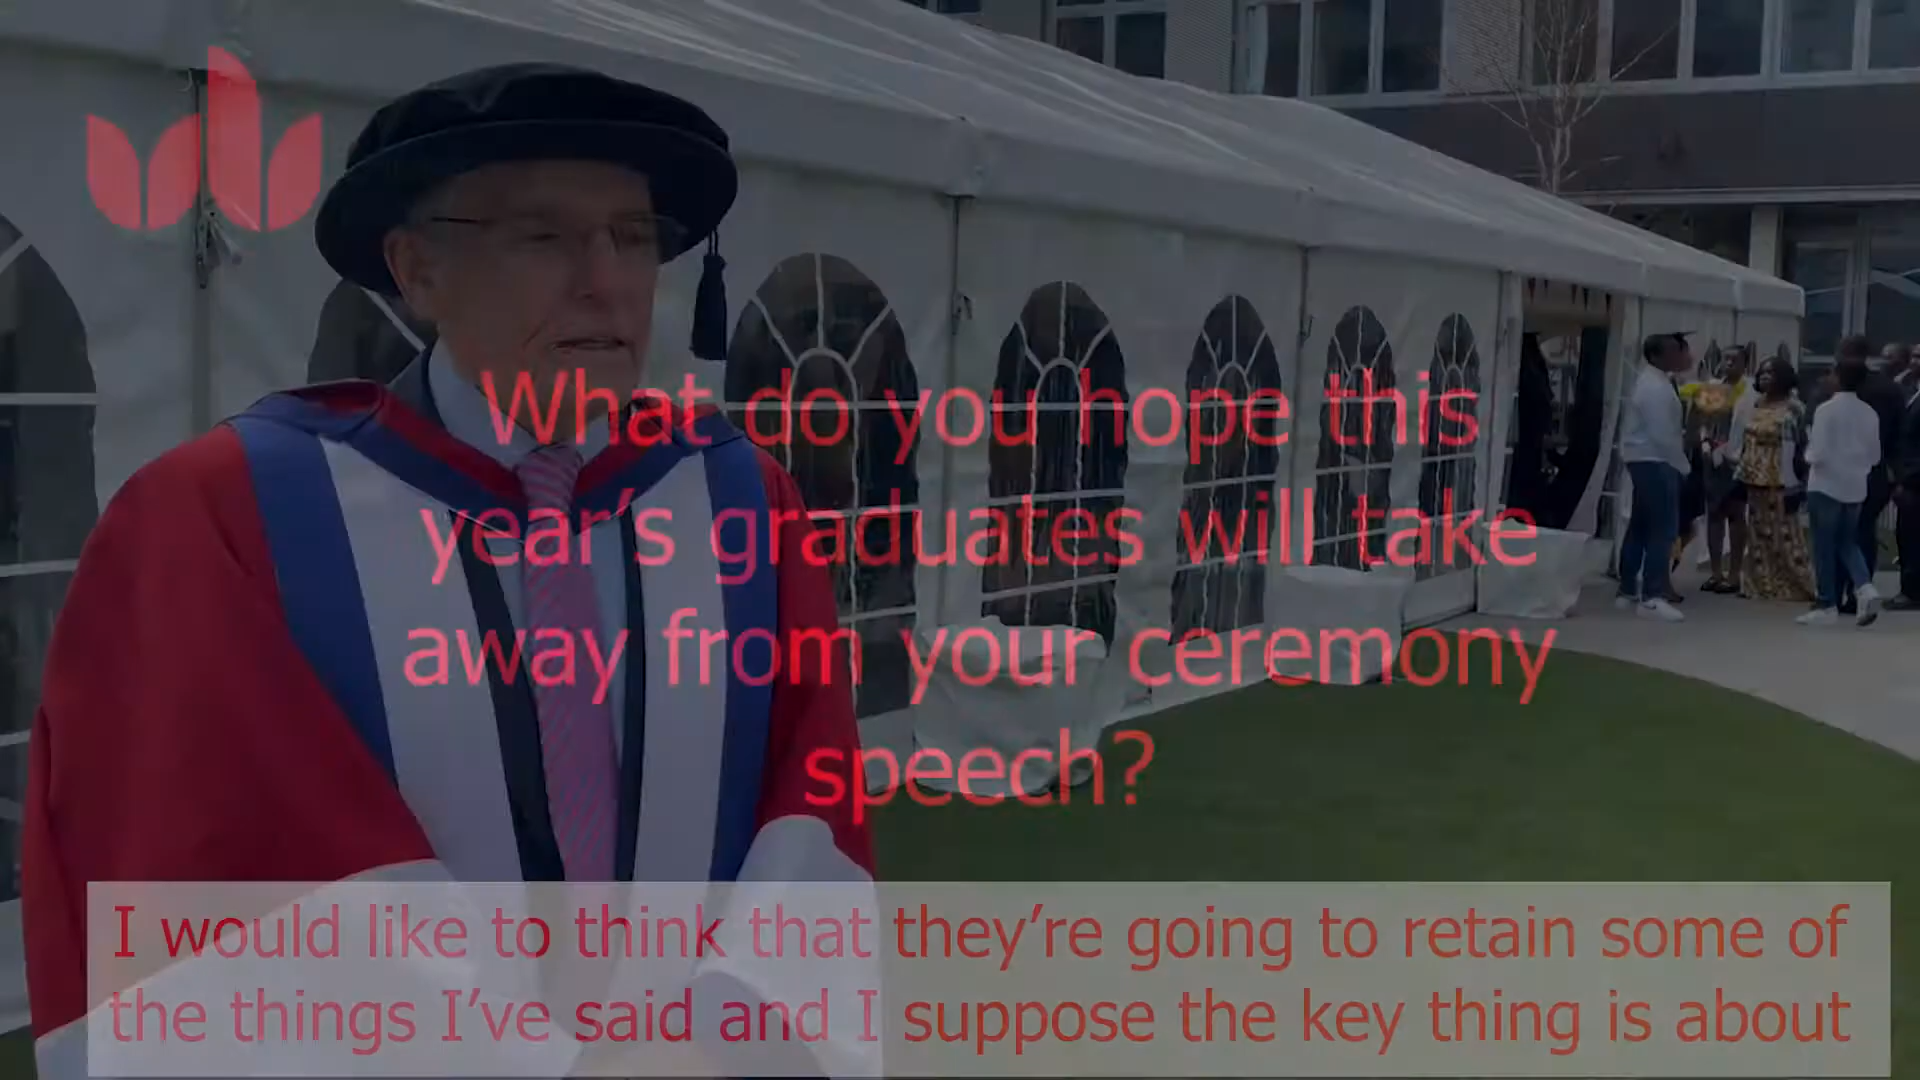 What do you hope this
year’s graduates will take
away from your ceremony
speech?
I would like to think that they’re going to retain some of
the things I’ve said and I suppose the key thing is about